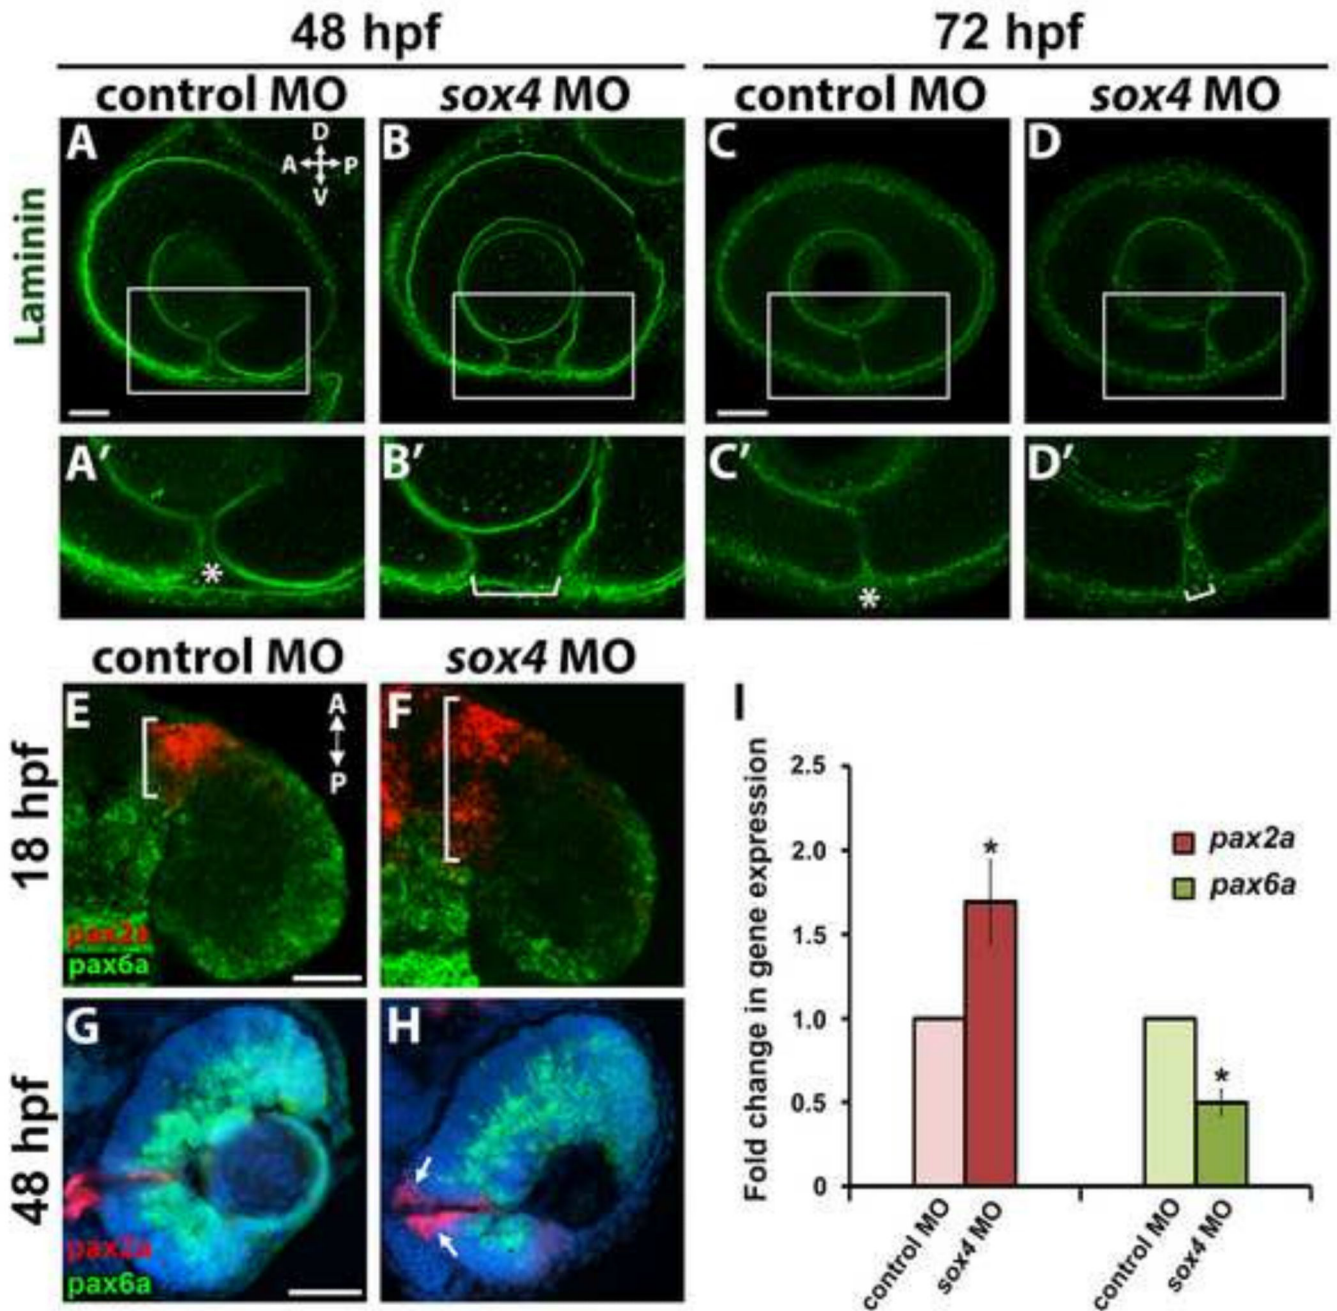 48 hpf
72 hpf
control MO
sox4 MO
control MO
sox4 MO
Laminin
A
D
A
P
V
B
C
D
A'
*
B'
C'
*
D'
control MO
sox4 MO
18 hpf
E
A
P
pax2a
pax6a
F
48 hpf
G
pax2a
pax6a
H
I
Fold change in gene expression
2.5
2.0
1.5
1.0
0.5
0
*
*
pax2a
pax6a
control MO
sox4 MO
control MO
sox4 MO